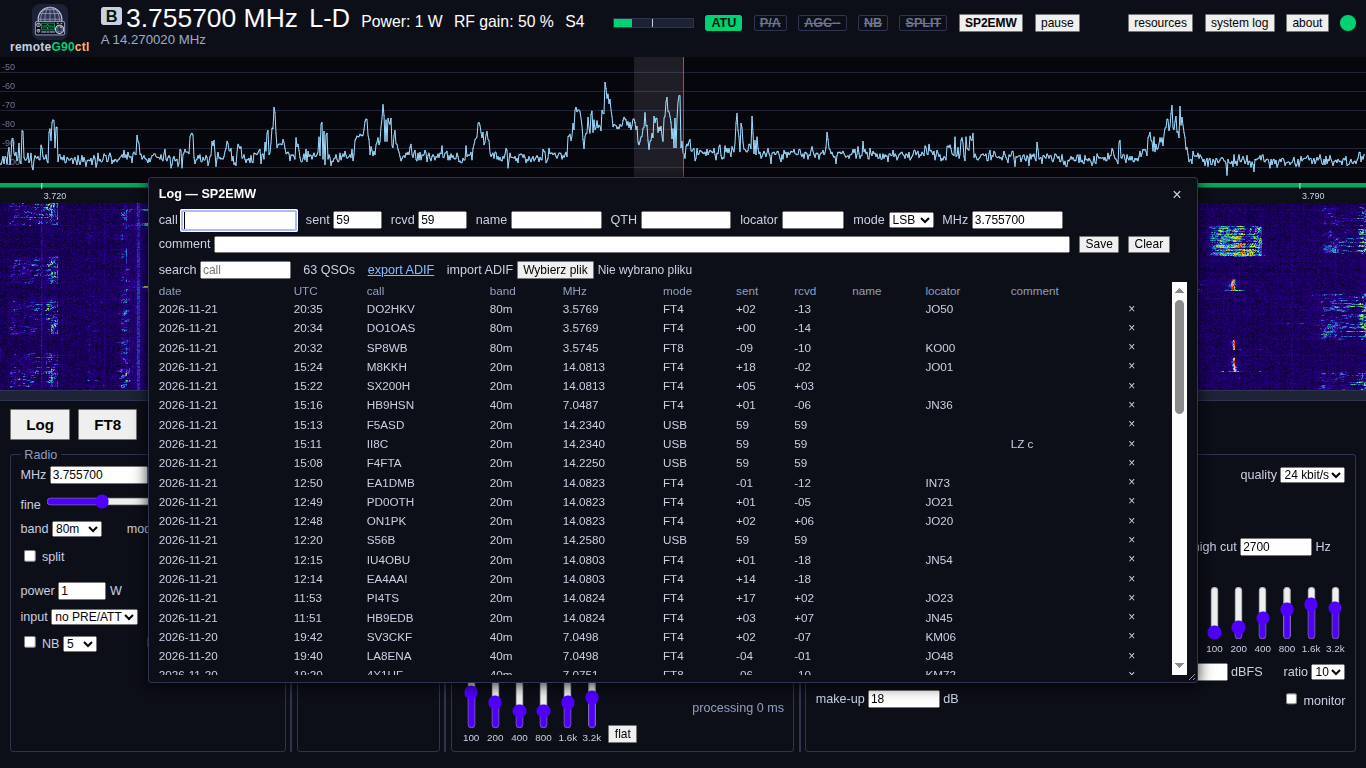 B 3.755700 MHz L-D Power: 1 W RF gain: 50 % S4 ATU P/A AGC-- NB SPLIT SP2EMW pause resources system log about
A 14.270020 MHz
remoteG90ctl
-50
-60
-70
-80
-90
3.720 3.790
Log — SP2EMW ×
call sent 59 rcvd 59 name QTH locator mode LSB MHz 3.755700
comment Save Clear
search call 63 QSOs export ADIF import ADIF Wybierz plik Nie wybrano pliku
date UTC call band MHz mode sent rcvd name locator comment
2026-11-21 20:35 DO2HKV 80m 3.5769 FT4 +02 -13 JO50 ×
2026-11-21 20:34 DO1OAS 80m 3.5769 FT4 +00 -14 ×
2026-11-21 20:32 SP8WB 80m 3.5745 FT8 -09 -10 KO00 ×
2026-11-21 15:24 M8KKH 20m 14.0813 FT4 +18 -02 JO01 ×
2026-11-21 15:22 SX200H 20m 14.0813 FT4 +05 +03 ×
2026-11-21 15:16 HB9HSN 40m 7.0487 FT4 +01 -06 JN36 ×
2026-11-21 15:13 F5ASD 20m 14.2340 USB 59 59 ×
2026-11-21 15:11 II8C 20m 14.2340 USB 59 59 LZ c ×
2026-11-21 15:08 F4FTA 20m 14.2250 USB 59 59 ×
2026-11-21 12:50 EA1DMB 20m 14.0823 FT4 -01 -12 IN73 ×
2026-11-21 12:49 PD0OTH 20m 14.0823 FT4 +01 -05 JO21 ×
2026-11-21 12:48 ON1PK 20m 14.0823 FT4 +02 +06 JO20 ×
2026-11-21 12:20 S56B 20m 14.2580 USB 59 59 ×
2026-11-21 12:15 IU4OBU 20m 14.0803 FT4 +01 -18 JN54 ×
2026-11-21 12:14 EA4AAI 20m 14.0803 FT4 +14 -18 ×
2026-11-21 11:53 PI4TS 20m 14.0824 FT4 +17 +02 JO23 ×
2026-11-21 11:51 HB9EDB 20m 14.0824 FT4 +03 +07 JN45 ×
2026-11-20 19:42 SV3CKF 40m 7.0498 FT4 +02 -07 KM06 ×
2026-11-20 19:40 LA8ENA 40m 7.0498 FT4 -04 -01 JO48 ×
Log FT8
Radio
MHz 3.755700
fine
band 80m
split
power 1 W
input no PRE/ATT
NB 5
quality 24 kbit/s
high cut 2700 Hz
100 200 400 800 1.6k 3.2k
dBFS ratio 10
make-up 18 dB
monitor
processing 0 ms
100 200 400 800 1.6k 3.2k flat